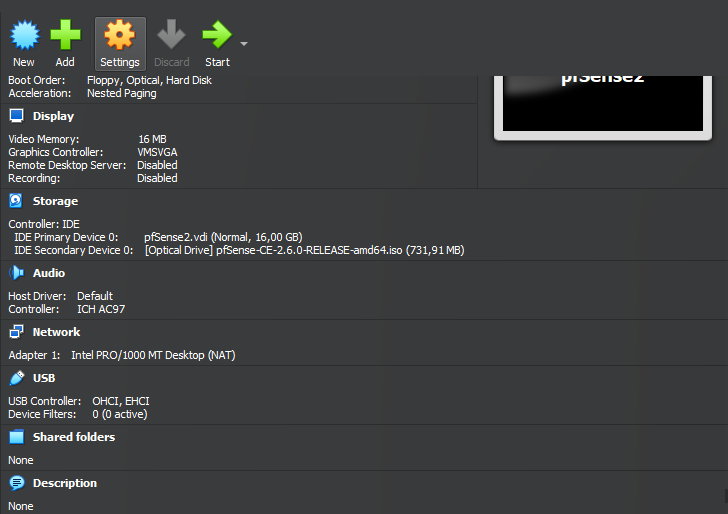 New Add Settings Discard Start
Boot Order: Floppy, Optical, Hard Disk
Acceleration: Nested Paging
pfSense2
Display
Video Memory: 16 MB
Graphics Controller: VMSVGA
Remote Desktop Server: Disabled
Recording: Disabled
Storage
Controller: IDE
IDE Primary Device 0: pfSense2.vdi (Normal, 16,00 GB)
IDE Secondary Device 0: [Optical Drive] pfSense-CE-2.6.0-RELEASE-amd64.iso (731,91 MB)
Audio
Host Driver: Default
Controller: ICH AC97
Network
Adapter 1: Intel PRO/1000 MT Desktop (NAT)
USB
USB Controller: OHCI, EHCI
Device Filters: 0 (0 active)
Shared folders
None
Description
None